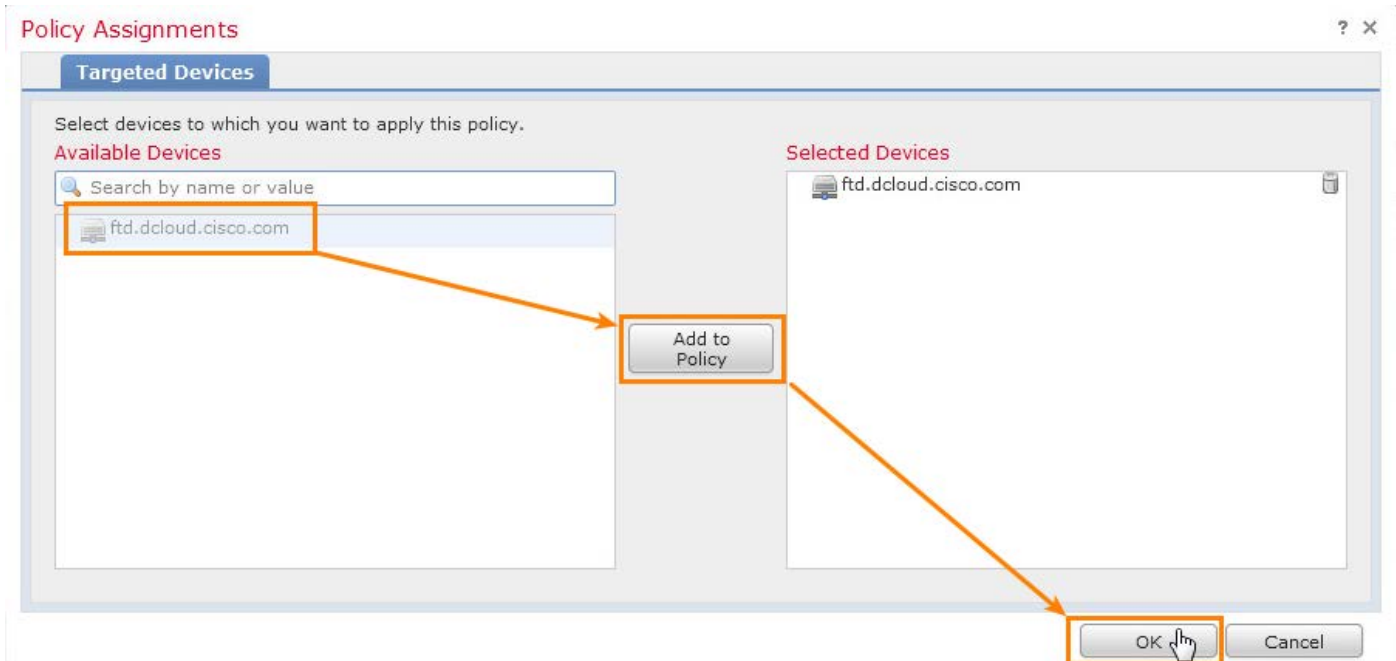 Policy Assignments
? ×
Targeted Devices
Select devices to which you want to apply this policy.
Available Devices
Search by name or value
ftd.dcloud.cisco.com
Add to
Policy
Selected Devices
ftd.dcloud.cisco.com
OK
Cancel